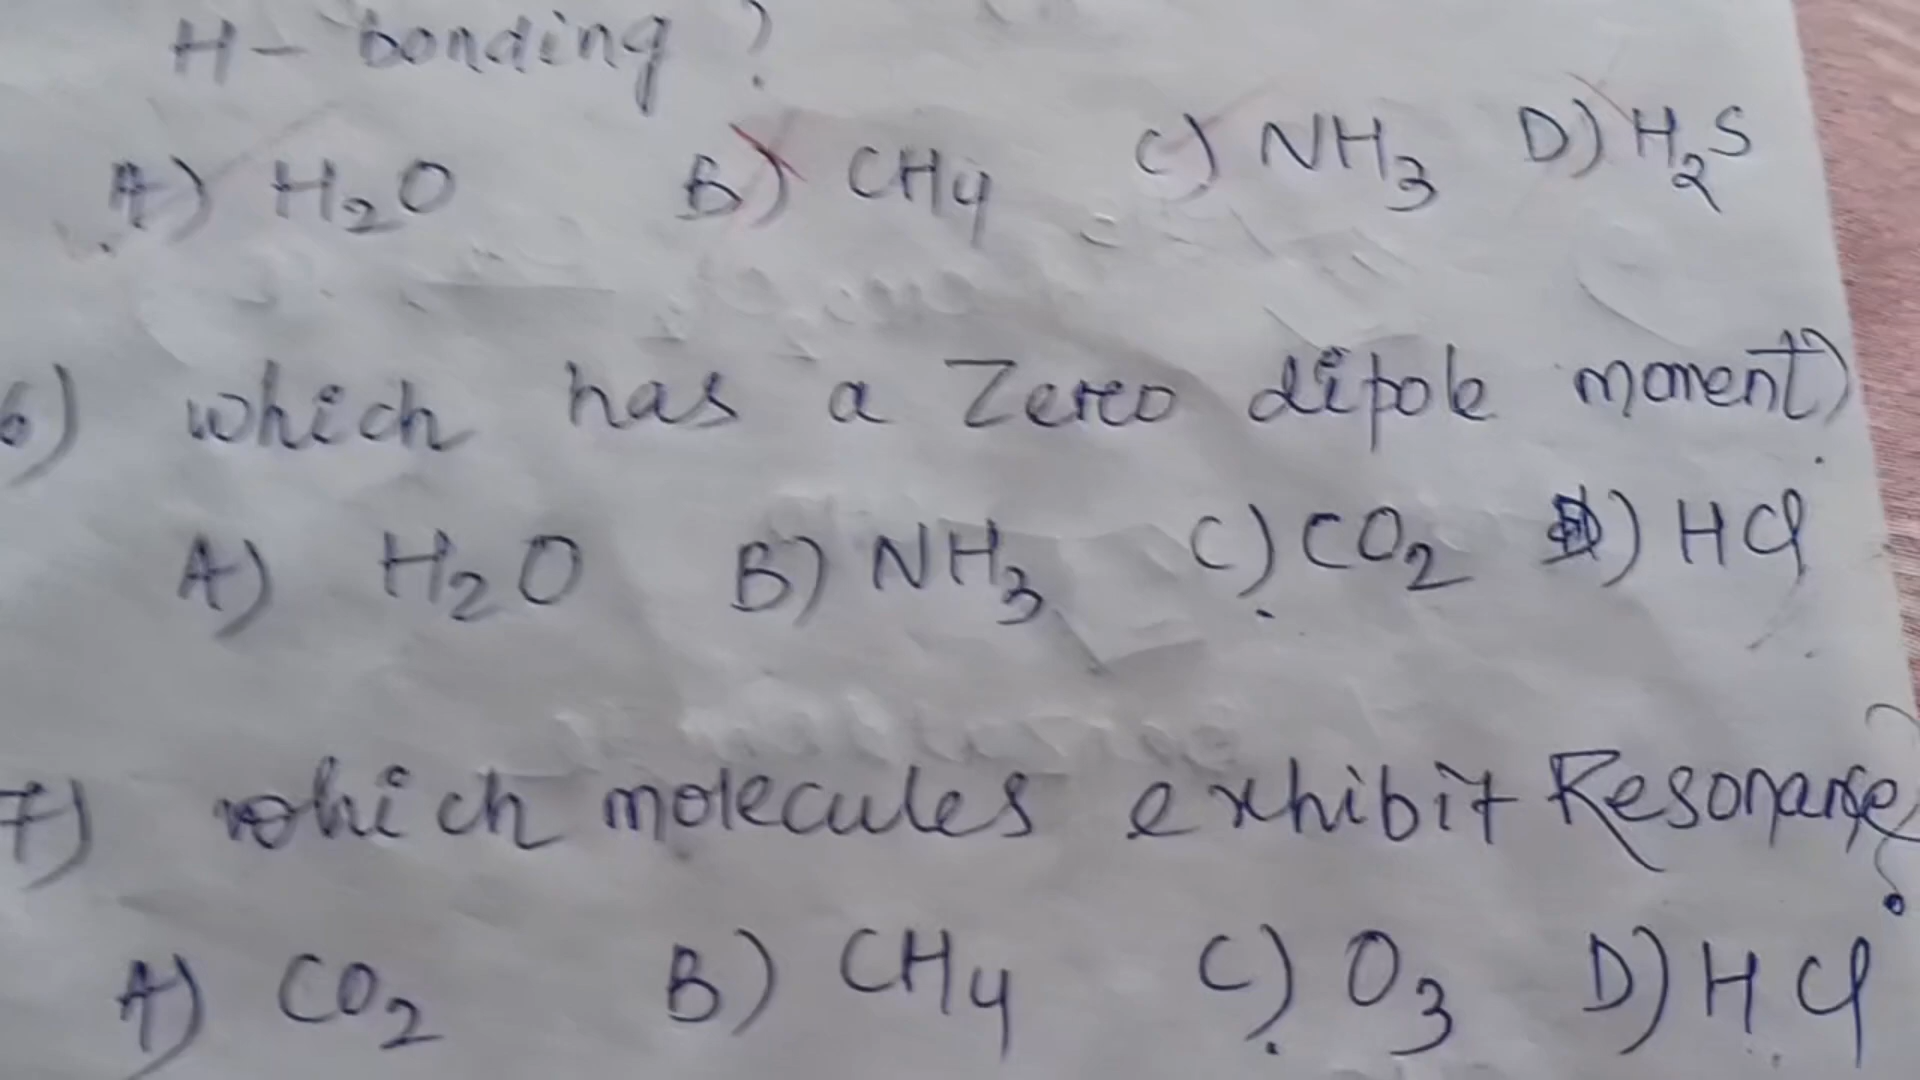 H- bonding ?
A) H₂O B) CH4 C) NH₃ D) H₂S
6) which has a Zero dipole moment?
A) H₂O B) NH₃ C) CO₂ D) HCl
7) which molecules exhibit Resonance?
A) CO₂ B) CH4 C) O₃ D) HCl